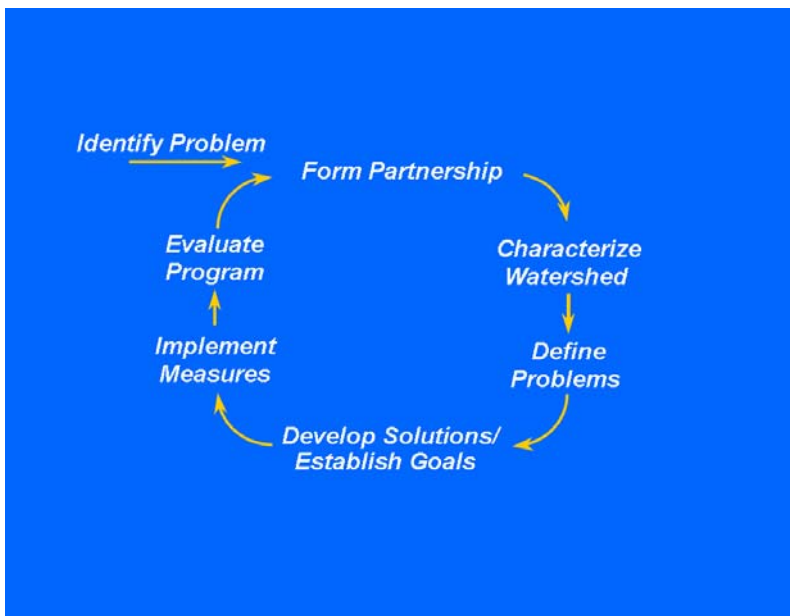 Identify Problem
Form Partnership
Characterize
Watershed
Define
Problems
Develop Solutions/
Establish Goals
Implement
Measures
Evaluate
Program